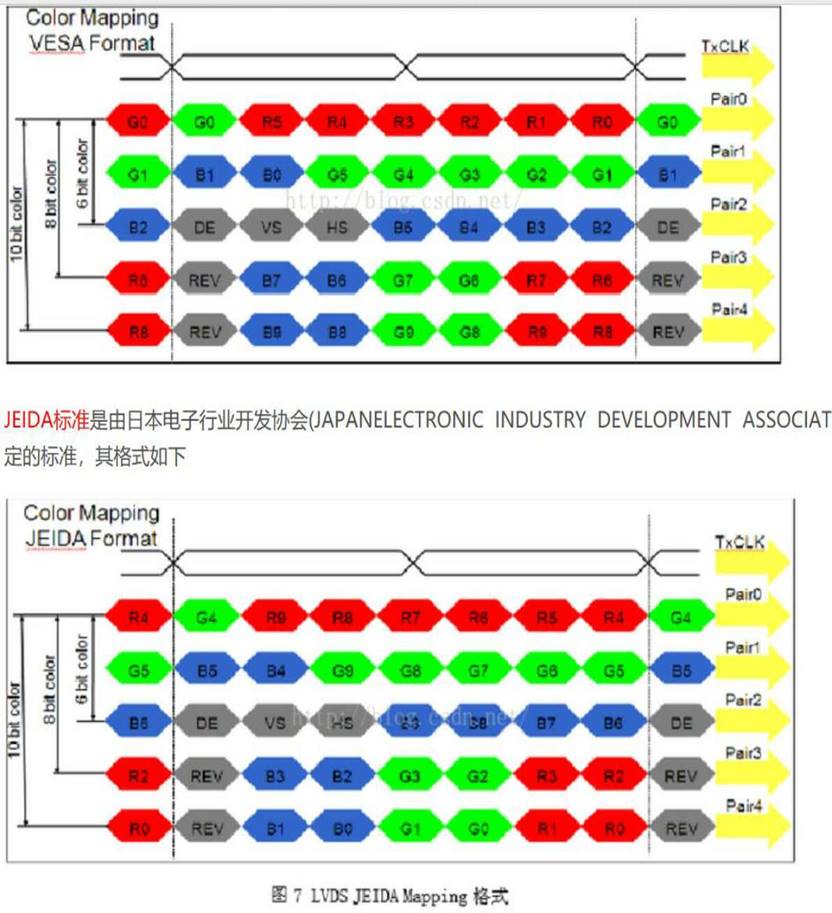 Color Mapping
VESA Format
TxCLK
Pair0
G0 G0 R5 R4 R3 R2 R1 R0 G0
Pair1
G1 B1 B0 G5 G4 G3 G2 G1 B1
http://blog.csdn.net/
Pair2
B2 DE VS HS B5 B4 B3 B2 DE
Pair3
R6 REV B7 B6 G7 G6 R7 R6 REV
Pair4
R8 REV B9 B8 G9 G8 R9 R8 REV
10 bit color
8 bit color
6 bit color
JEIDA标准是由日本电子行业开发协会(JAPANELECTRONIC INDUSTRY DEVELOPMENT ASSOCIAT
定的标准，其格式如下
Color Mapping
JEIDA Format
TxCLK
Pair0
R4 G4 R9 R8 R7 R6 R5 R4 G4
Pair1
G5 B5 B4 G9 G8 G7 G6 G5 B5
http://blog.csdn.net/
Pair2
B6 DE VS HS B8 B7 B6 DE
Pair3
R2 REV B3 B2 G3 G2 R3 R2 REV
Pair4
R0 REV B1 B0 G1 G0 R1 R0 REV
10 bit color
8 bit color
6 bit color
图 7 LVDS JEIDA Mapping 格式